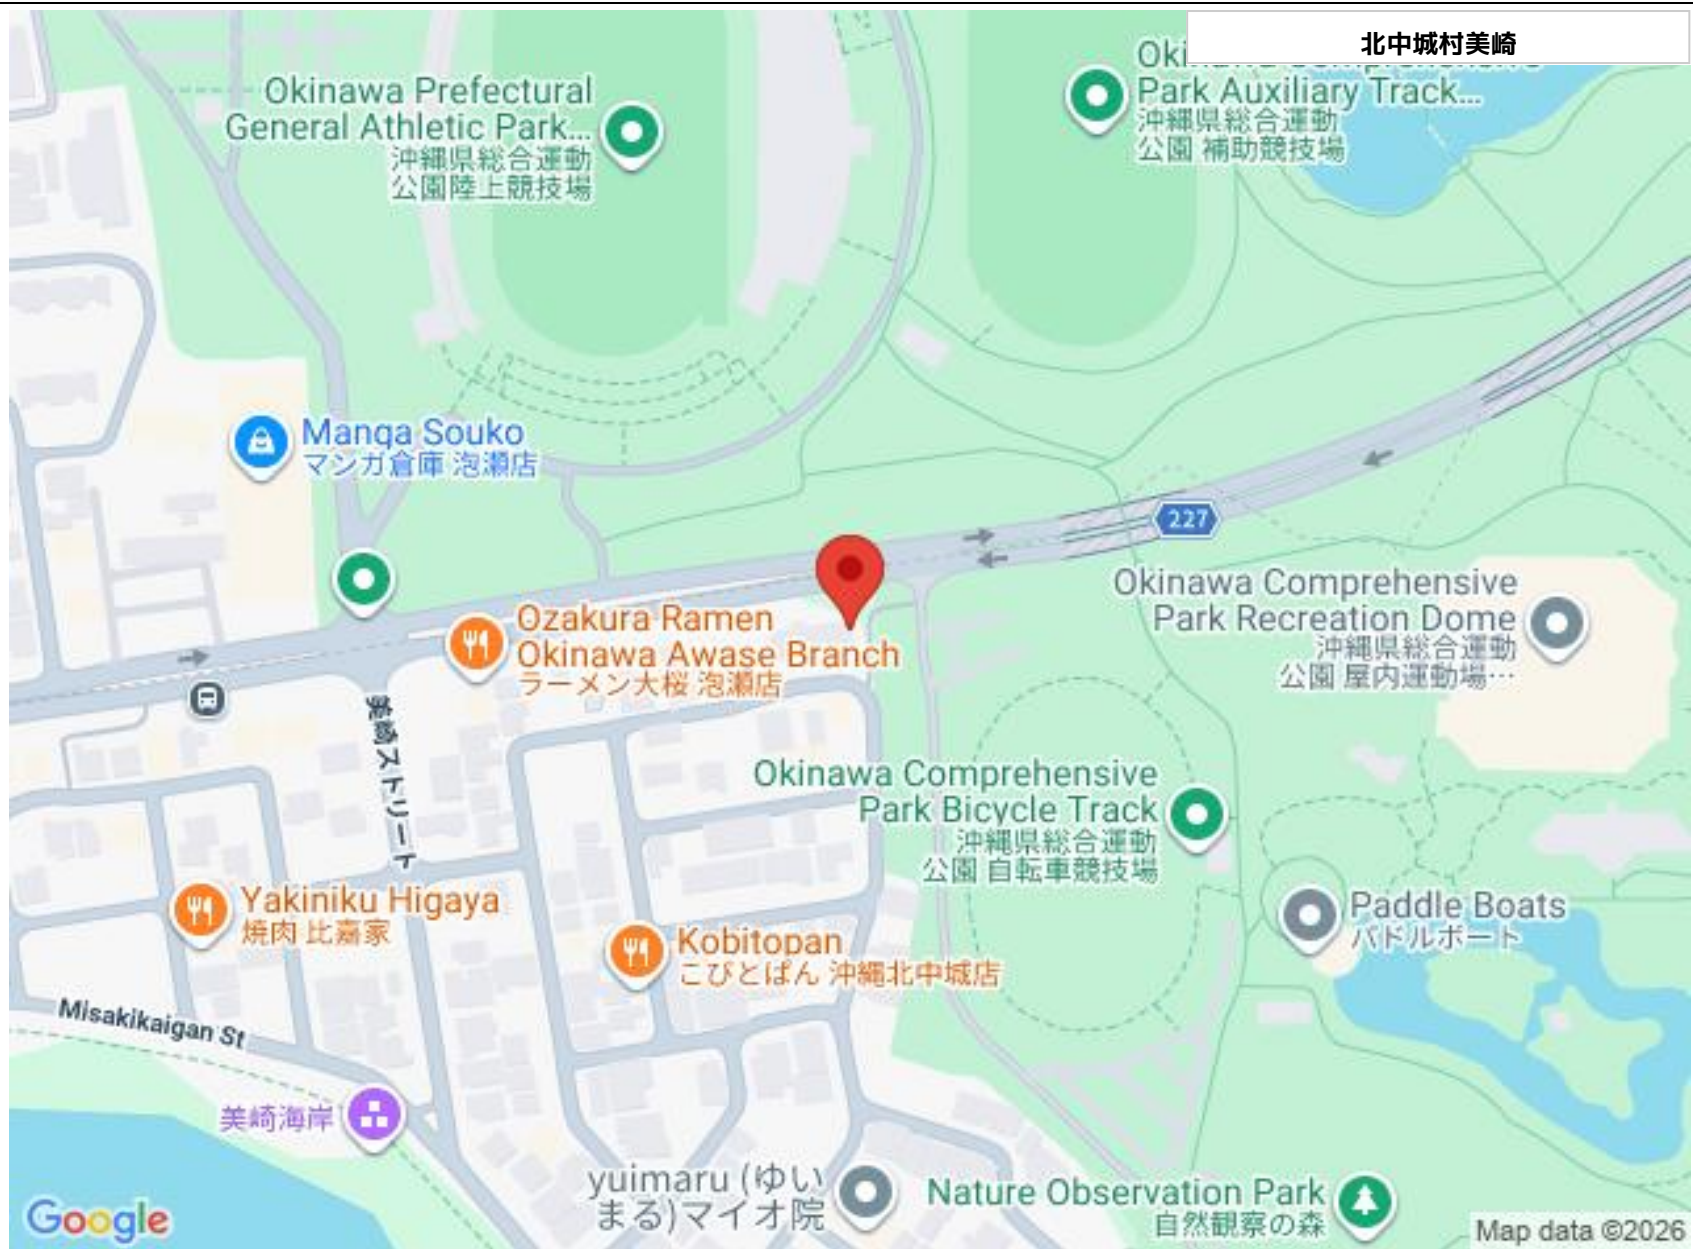 北中城村美崎
Okinawa Comprehensive
Park Auxiliary Track...
沖縄県総合運動
公園 補助競技場
Okinawa Prefectural
General Athletic Park...
沖縄県総合運動
公園陸上競技場
Manga Souko
マンガ倉庫 泡瀬店
227
Okinawa Comprehensive
Park Recreation Dome
沖縄県総合運動
公園 屋内運動場…
Ozakura Ramen
Okinawa Awase Branch
ラーメン大桜 泡瀬店
美崎ストリート
Okinawa Comprehensive
Park Bicycle Track
沖縄県総合運動
公園 自転車競技場
Yakiniku Higaya
焼肉 比嘉家
Kobitopan
こびとぱん 沖縄北中城店
Paddle Boats
パドルボート
Misakikaigan St
美崎海岸
yuimaru (ゆい
まる)マイオ院
Nature Observation Park
自然観察の森
Google
Map data ©2026